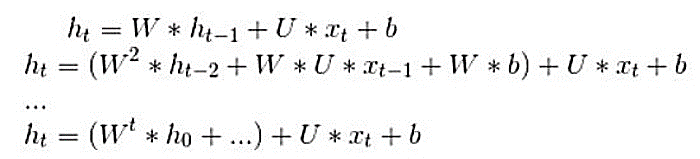 h_t = W * h_{t-1} + U * x_t + b
h_t = (W^2 * h_{t-2} + W * U * x_{t-1} + W * b) + U * x_t + b
...
h_t = (W^t * h_0 + ...) + U * x_t + b